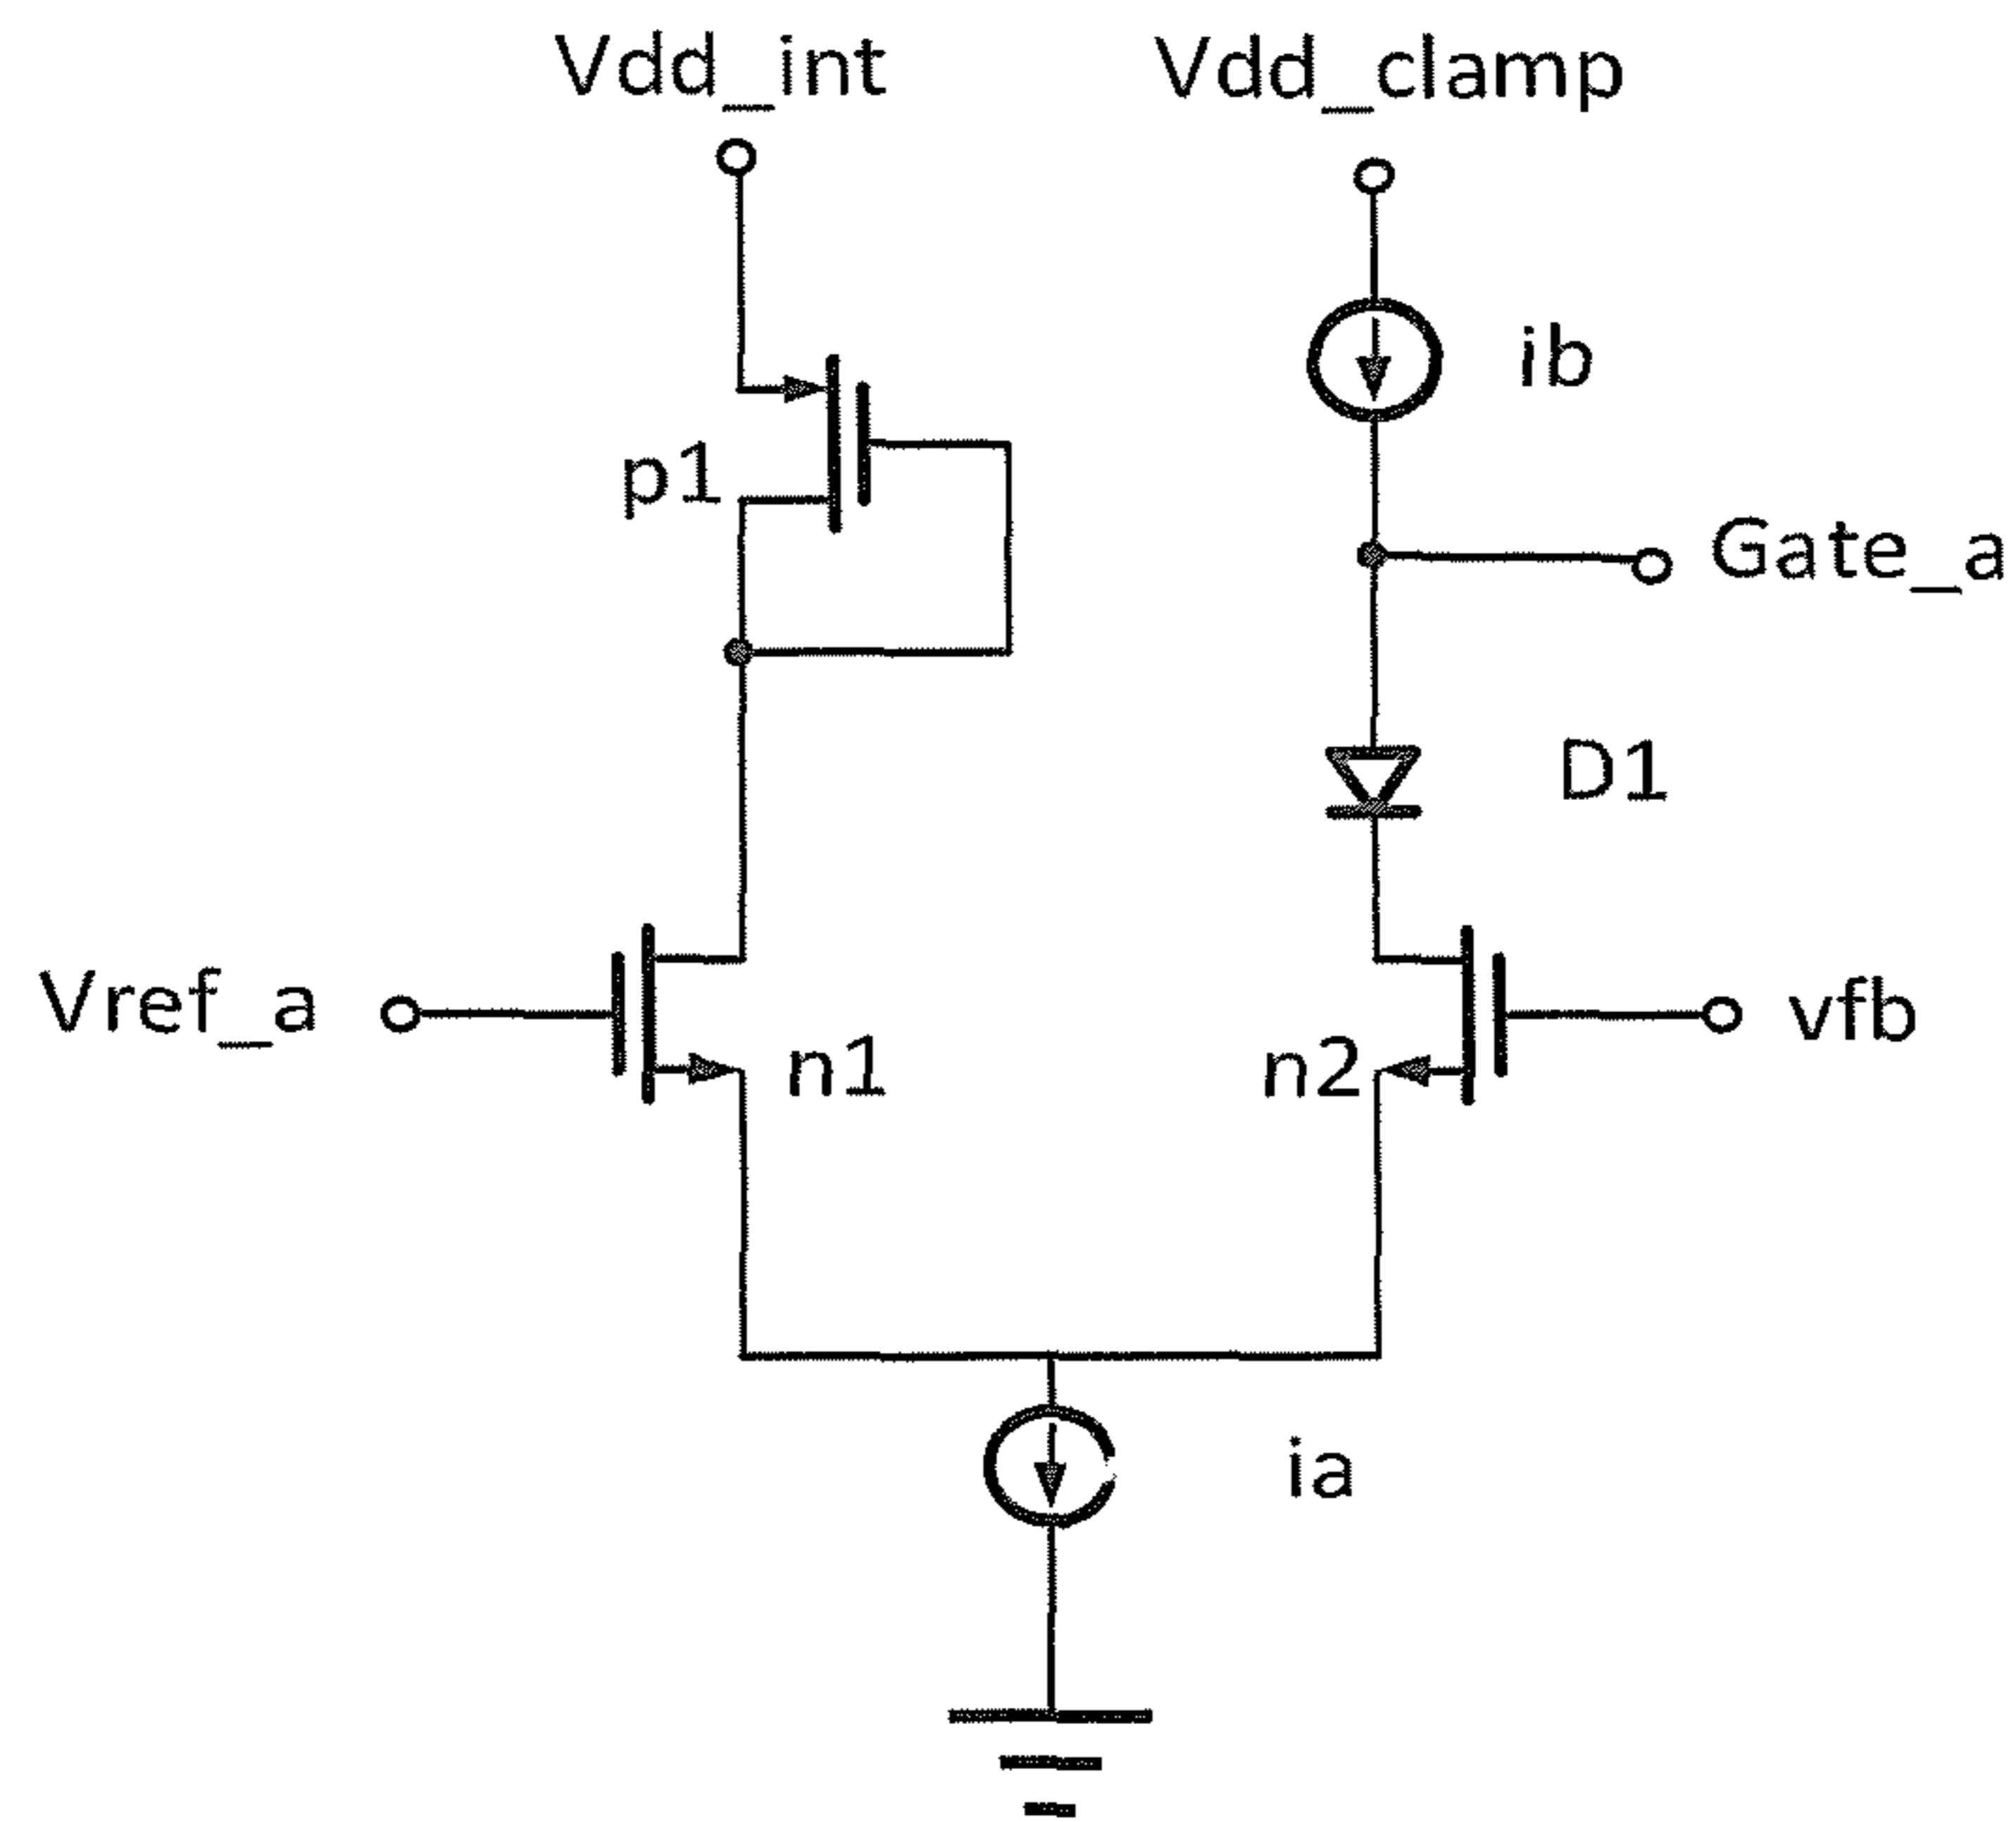 Vdd_int
Vdd_clamp
ib
p1
Gate_a
D1
Vref_a
n1
n2
vfb
ia